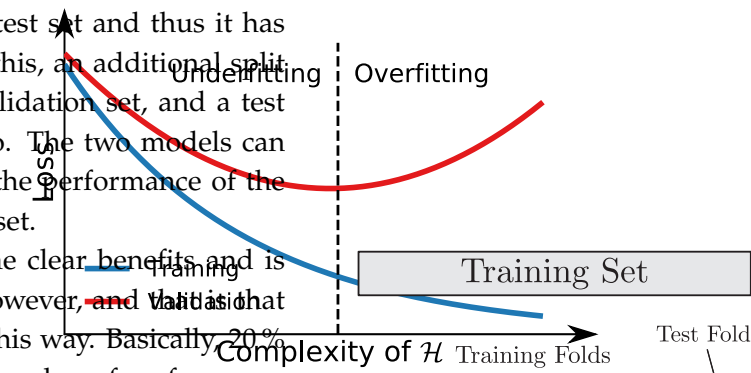 test set and thus it has
his, an additional split
Underfitting
Overfitting
lidation set, and a test
o. The two models can
Loss
the performance of the
set.
e clear benefits and is
Training
Training Set
owever, and that is that
Validation
his way. Basically, 20%
Test Fold
Complexity of ℋ
Training Folds